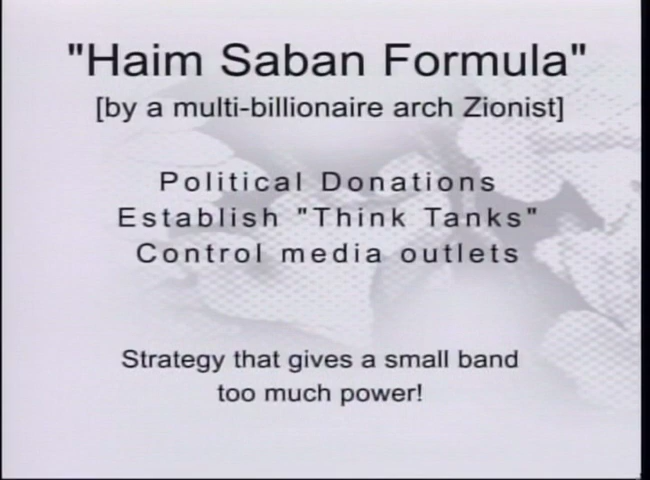 "Haim Saban Formula"
[by a multi-billionaire arch Zionist]
Political Donations
Establish "Think Tanks"
Control media outlets
Strategy that gives a small band
too much power!